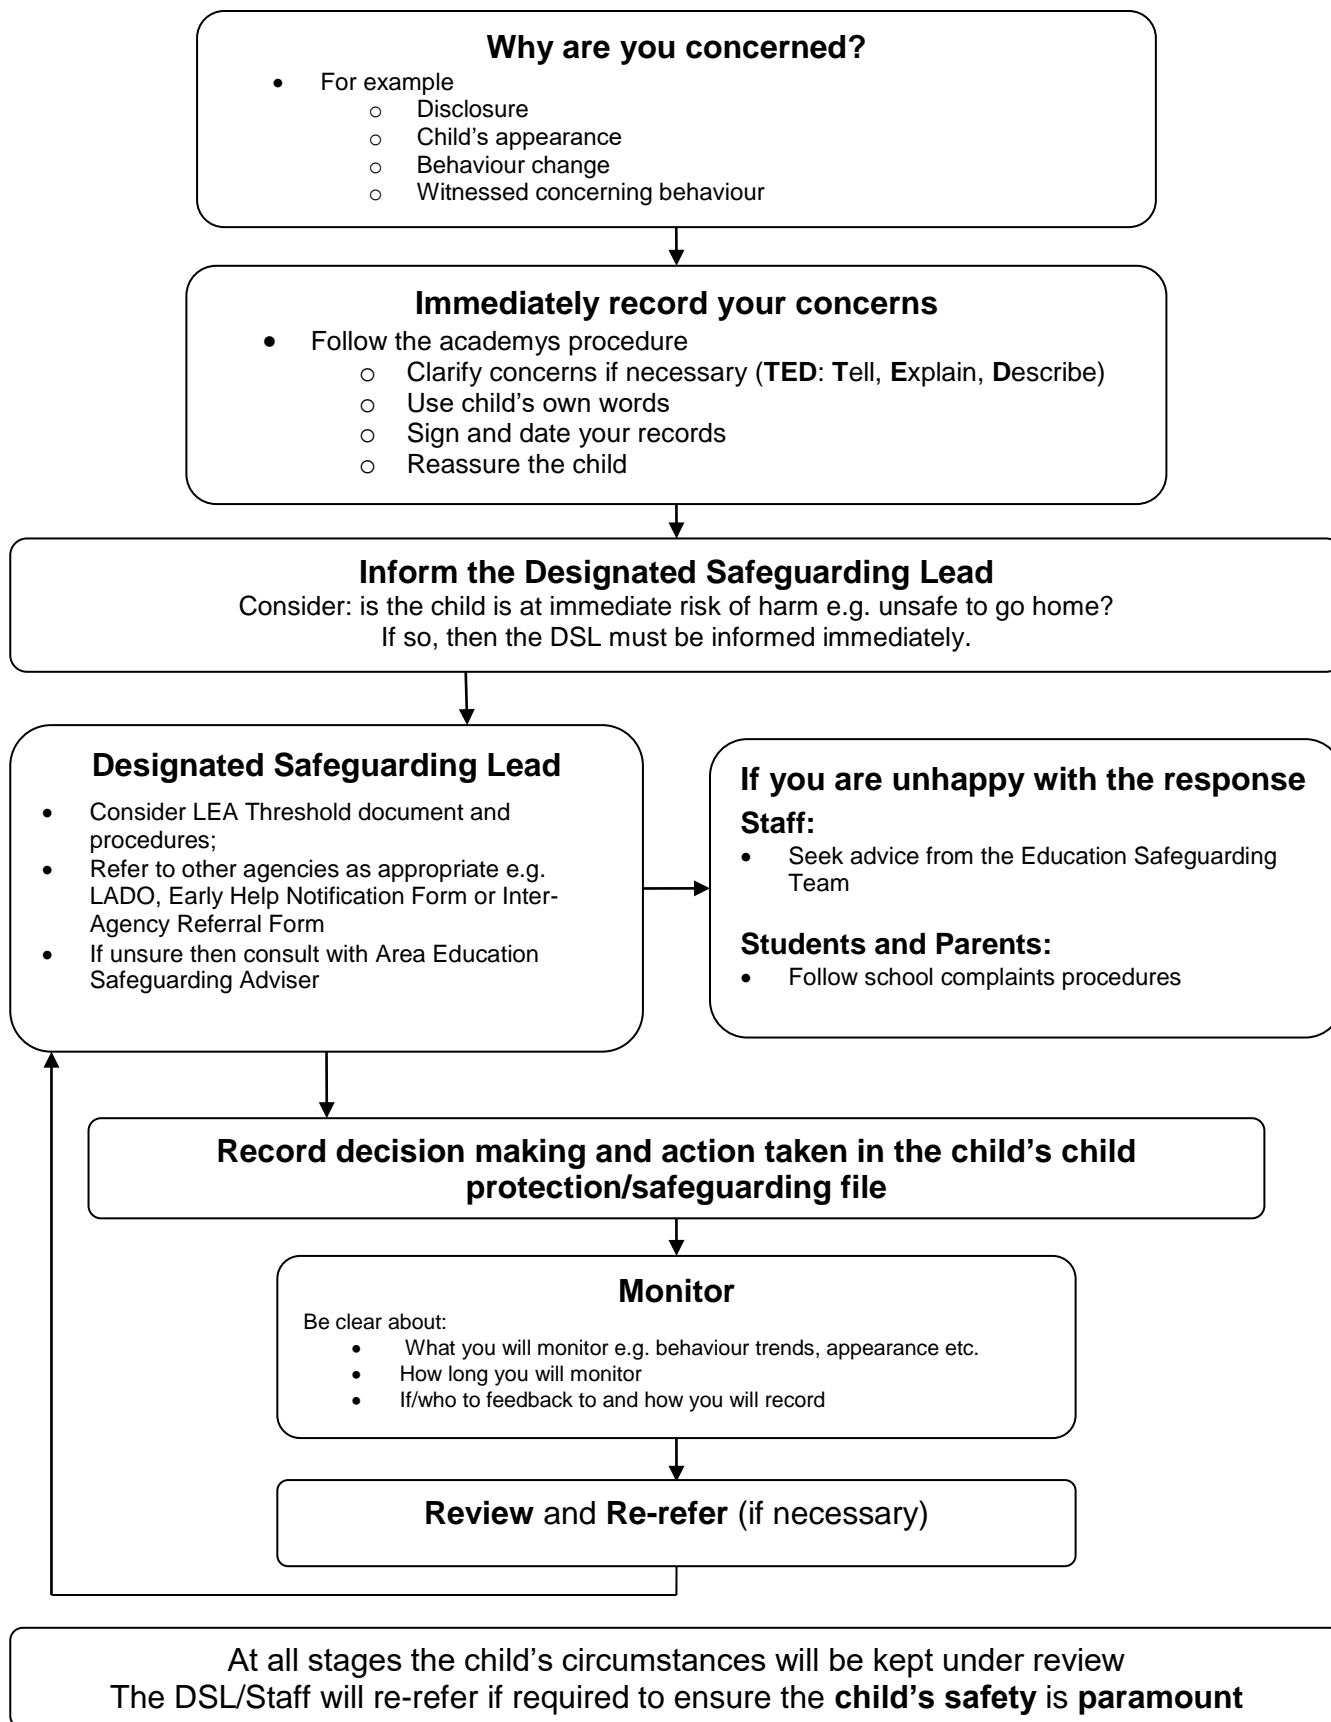 Why are you concerned?
• For example
o Disclosure
o Child’s appearance
o Behaviour change
o Witnessed concerning behaviour
Immediately record your concerns
• Follow the academys procedure
o Clarify concerns if necessary (TED: Tell, Explain, Describe)
o Use child’s own words
o Sign and date your records
o Reassure the child
Inform the Designated Safeguarding Lead
Consider: is the child is at immediate risk of harm e.g. unsafe to go home?
If so, then the DSL must be informed immediately.
Designated Safeguarding Lead
• Consider LEA Threshold document and
procedures;
• Refer to other agencies as appropriate e.g.
LADO, Early Help Notification Form or Inter-
Agency Referral Form
• If unsure then consult with Area Education
Safeguarding Adviser
If you are unhappy with the response
Staff:
• Seek advice from the Education Safeguarding
Team
Students and Parents:
• Follow school complaints procedures
Record decision making and action taken in the child’s child
protection/safeguarding file
Monitor
Be clear about:
• What you will monitor e.g. behaviour trends, appearance etc.
• How long you will monitor
• If/who to feedback to and how you will record
Review and Re-refer (if necessary)
At all stages the child’s circumstances will be kept under review
The DSL/Staff will re-refer if required to ensure the child’s safety is paramount